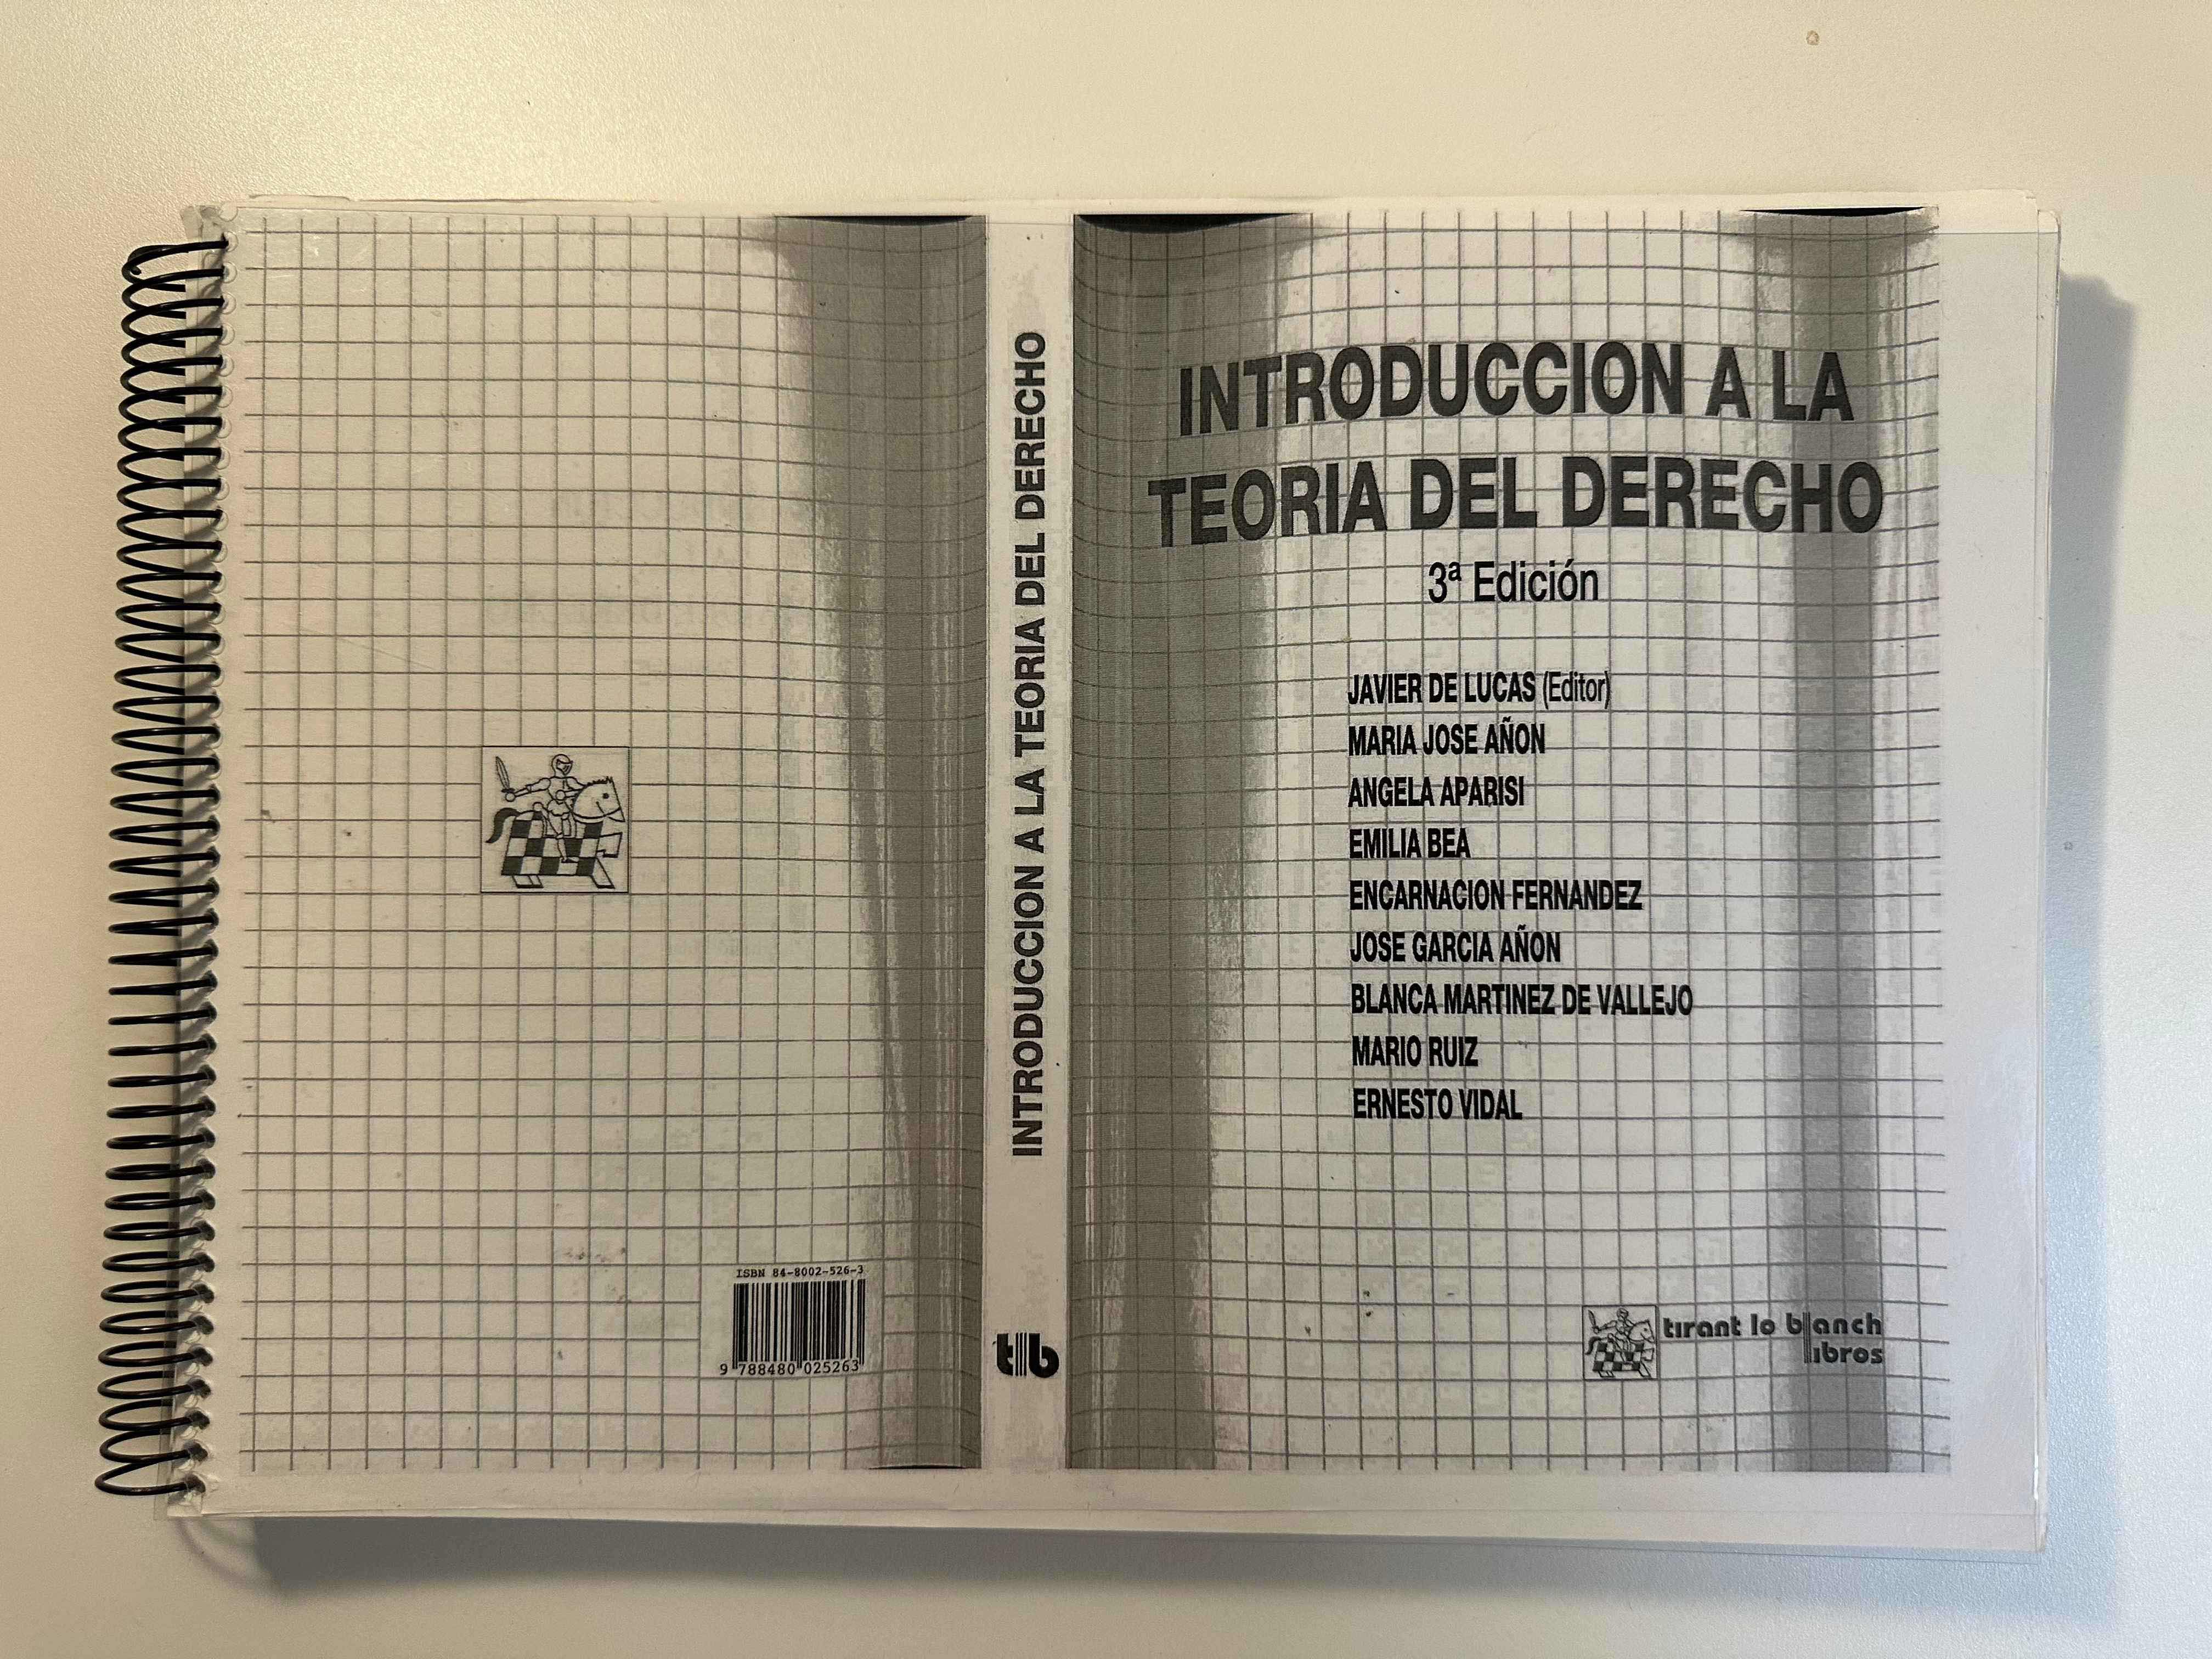 INTRODUCCION A LA
TEORIA DEL DERECHO
3ª Edición
JAVIER DE LUCAS (Editor)
MARIA JOSE AÑON
ANGELA APARISI
EMILIA BEA
ENCARNACION FERNANDEZ
JOSE GARCIA AÑON
BLANCA MARTINEZ DE VALLEJO
MARIO RUIZ
ERNESTO VIDAL
tirant lo blanch
libros
INTRODUCCION A LA TEORIA DEL DERECHO
tlb
ISBN 84-8002-526-3
9 788480 025263